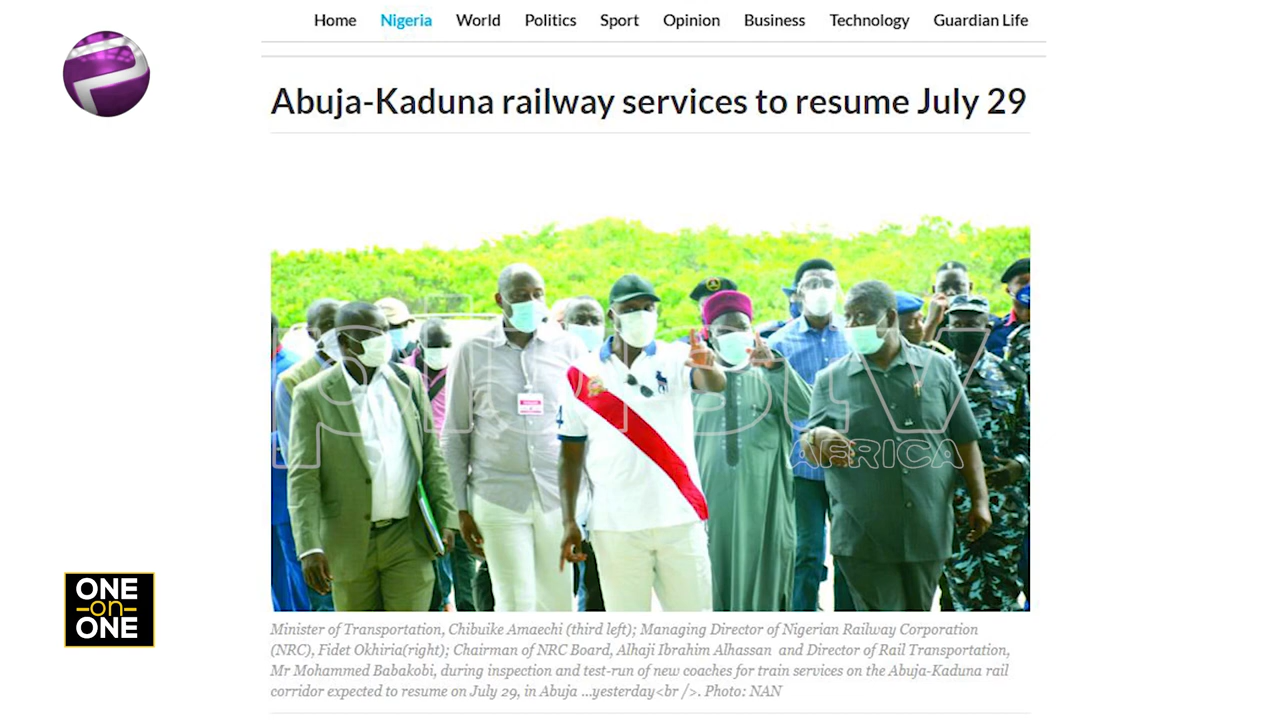 Home Nigeria World Politics Sport Opinion Business Technology Guardian Life
Abuja-Kaduna railway services to resume July 29
plustv
AFRICA
ONE
on
ONE
Minister of Transportation, Chibuike Amaechi (third left); Managing Director of Nigerian Railway Corporation
(NRC), Fidet Okhiria(right); Chairman of NRC Board, Alhaji Ibrahim Alhassan and Director of Rail Transportation,
Mr Mohammed Babakobi, during inspection and test-run of new coaches for train services on the Abuja-Kaduna rail
corridor expected to resume on July 29, in Abuja ...yesterday<br />. Photo: NAN